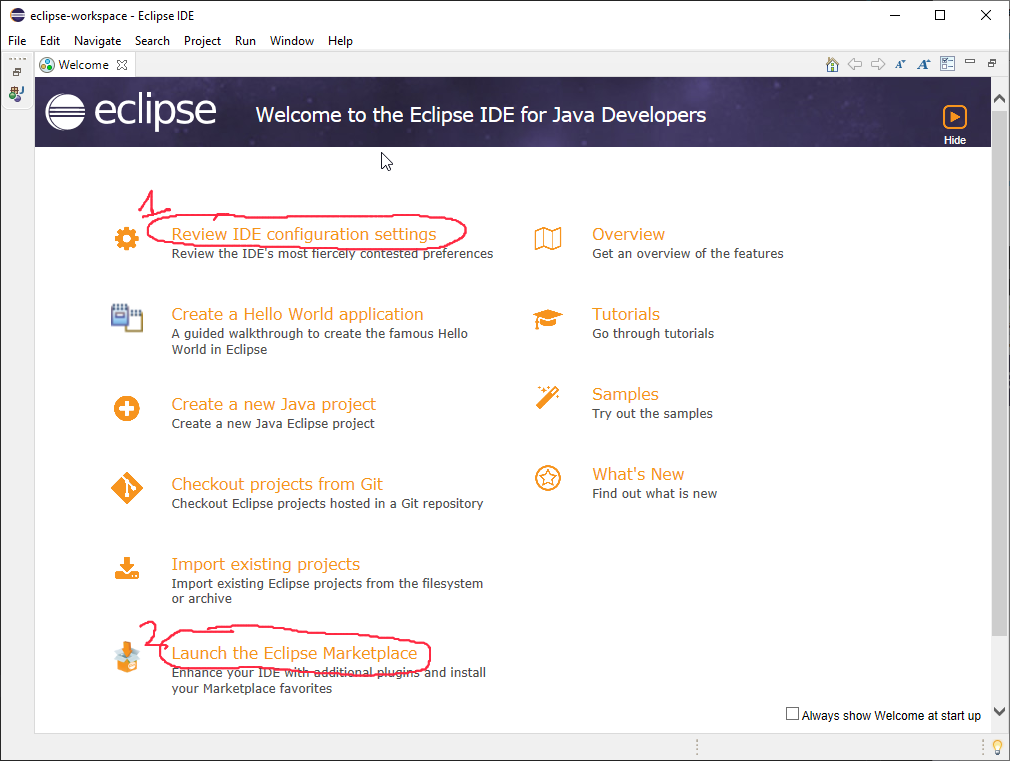 eclipse-workspace - Eclipse IDE
File Edit Navigate Search Project Run Window Help
Welcome
eclipse
Welcome to the Eclipse IDE for Java Developers
Hide
1
Review IDE configuration settings
Review the IDE's most fiercely contested preferences
Create a Hello World application
A guided walkthrough to create the famous Hello
World in Eclipse
Create a new Java project
Create a new Java Eclipse project
Checkout projects from Git
Checkout Eclipse projects hosted in a Git repository
Import existing projects
Import existing Eclipse projects from the filesystem
or archive
2
Launch the Eclipse Marketplace
Enhance your IDE with additional plugins and install
your Marketplace favorites
Overview
Get an overview of the features
Tutorials
Go through tutorials
Samples
Try out the samples
What's New
Find out what is new
Always show Welcome at start up